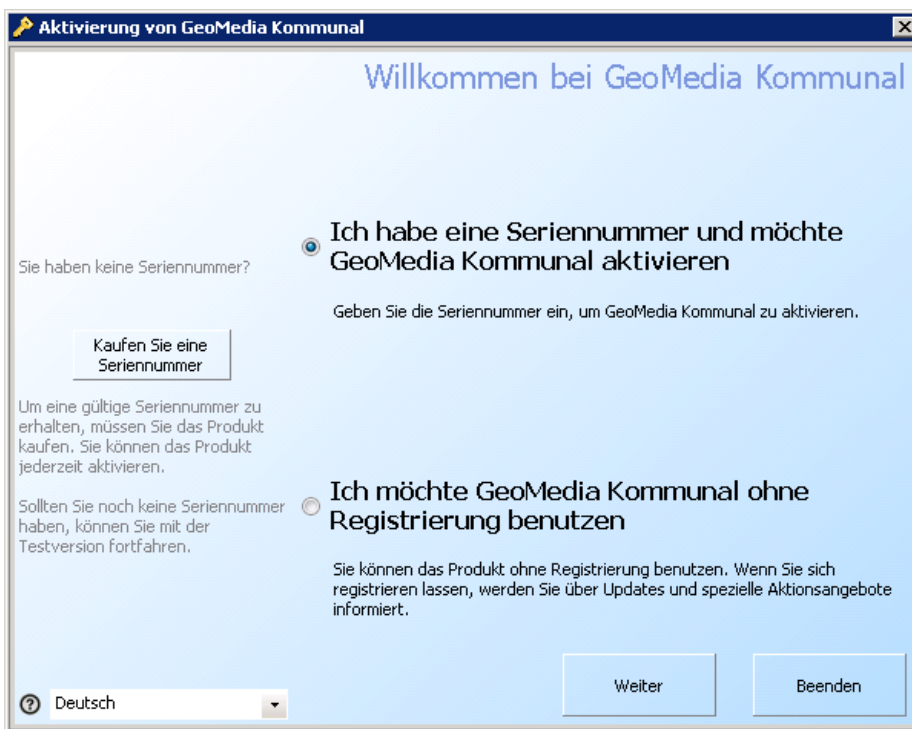 Aktivierung von GeoMedia Kommunal
Willkommen bei GeoMedia Kommunal
Sie haben keine Seriennummer?
Kaufen Sie eine
Seriennummer
Um eine gültige Seriennummer zu
erhalten, müssen Sie das Produkt
kaufen. Sie können das Produkt
jederzeit aktivieren.
Sollten Sie noch keine Seriennummer
haben, können Sie mit der
Testversion fortfahren.
Ich habe eine Seriennummer und möchte
GeoMedia Kommunal aktivieren
Geben Sie die Seriennummer ein, um GeoMedia Kommunal zu aktivieren.
Ich möchte GeoMedia Kommunal ohne
Registrierung benutzen
Sie können das Produkt ohne Registrierung benutzen. Wenn Sie sich
registrieren lassen, werden Sie über Updates und spezielle Aktionsangebote
informiert.
? Deutsch
Weiter
Beenden